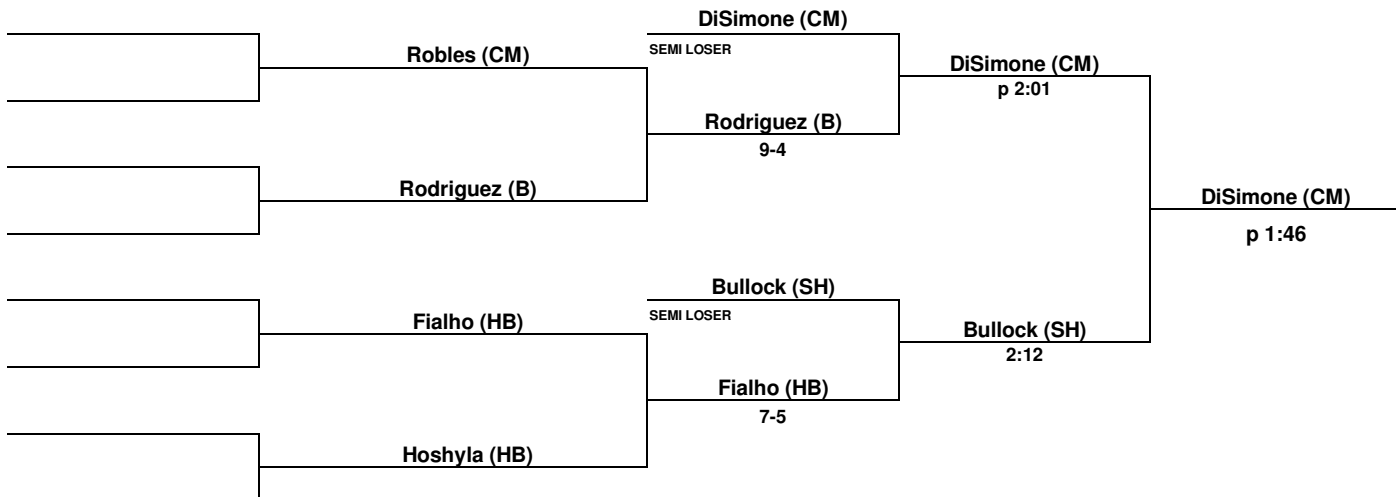 DiSimone (CM)
SEMI LOSER
Robles (CM)
DiSimone (CM)
p 2:01
Rodriguez (B)
9-4
Rodriguez (B)
DiSimone (CM)
p 1:46
Bullock (SH)
SEMI LOSER
Fialho (HB)
Bullock (SH)
2:12
Fialho (HB)
7-5
Hoshyla (HB)